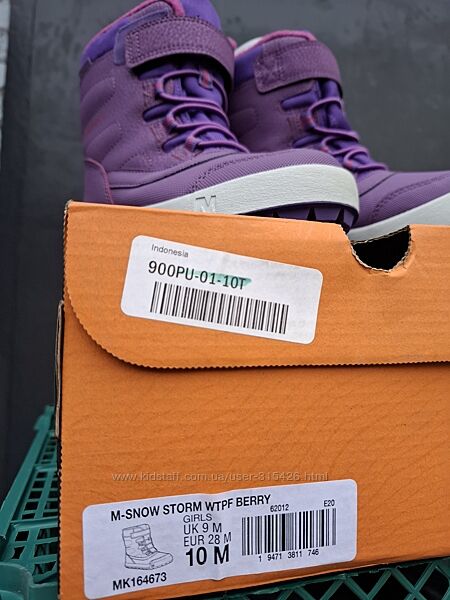 M
Indonesia
900PU-01-10T
www.kidstaff.com.ua/user-315426.html
M-SNOW STORM WTPF BERRY
GIRLS
62012
E20
UK 9 M
EUR 28 M
10 M
1 9471 3811 746
MK164673